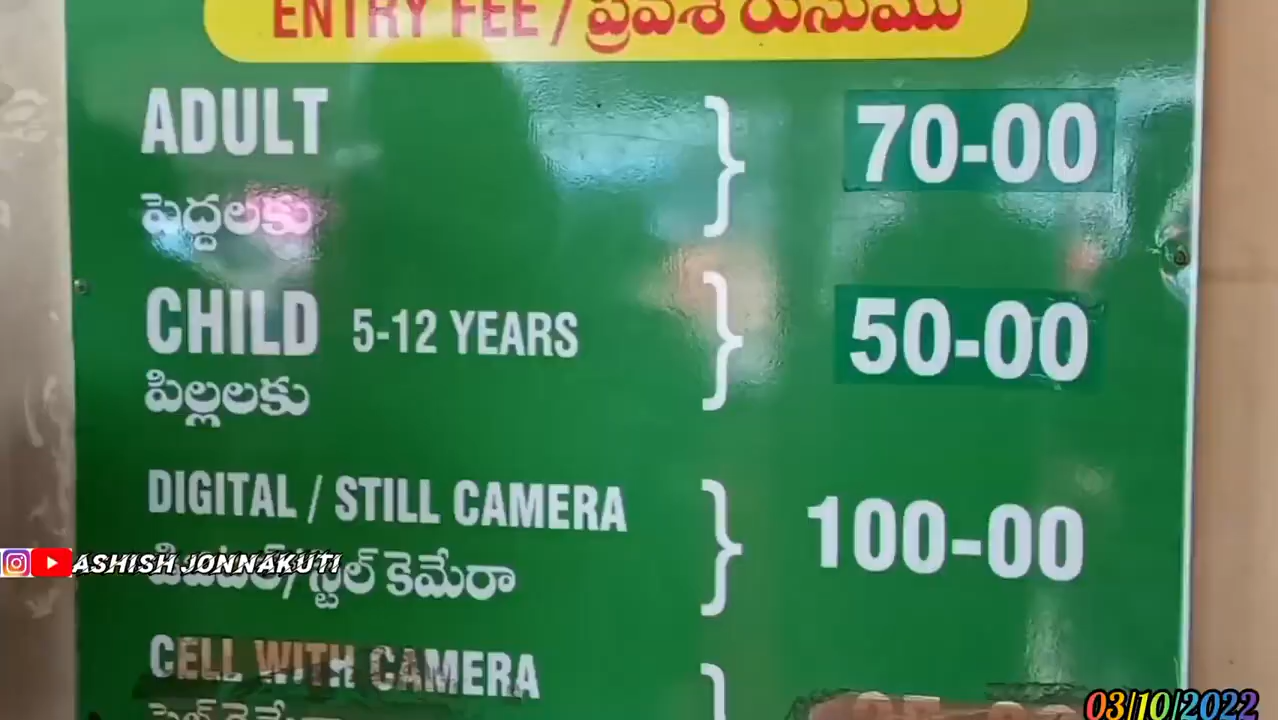 ENTRY FEE / ప్రవేశ రుసుము
ADULT
పెద్దలకు
70-00
CHILD 5-12 YEARS
పిల్లలకు
50-00
DIGITAL / STILL CAMERA
డిజిటల్/స్టిల్ కెమేరా
100-00
ASHISH JONNAKUTI
CELL WITH CAMERA
03/10/2022